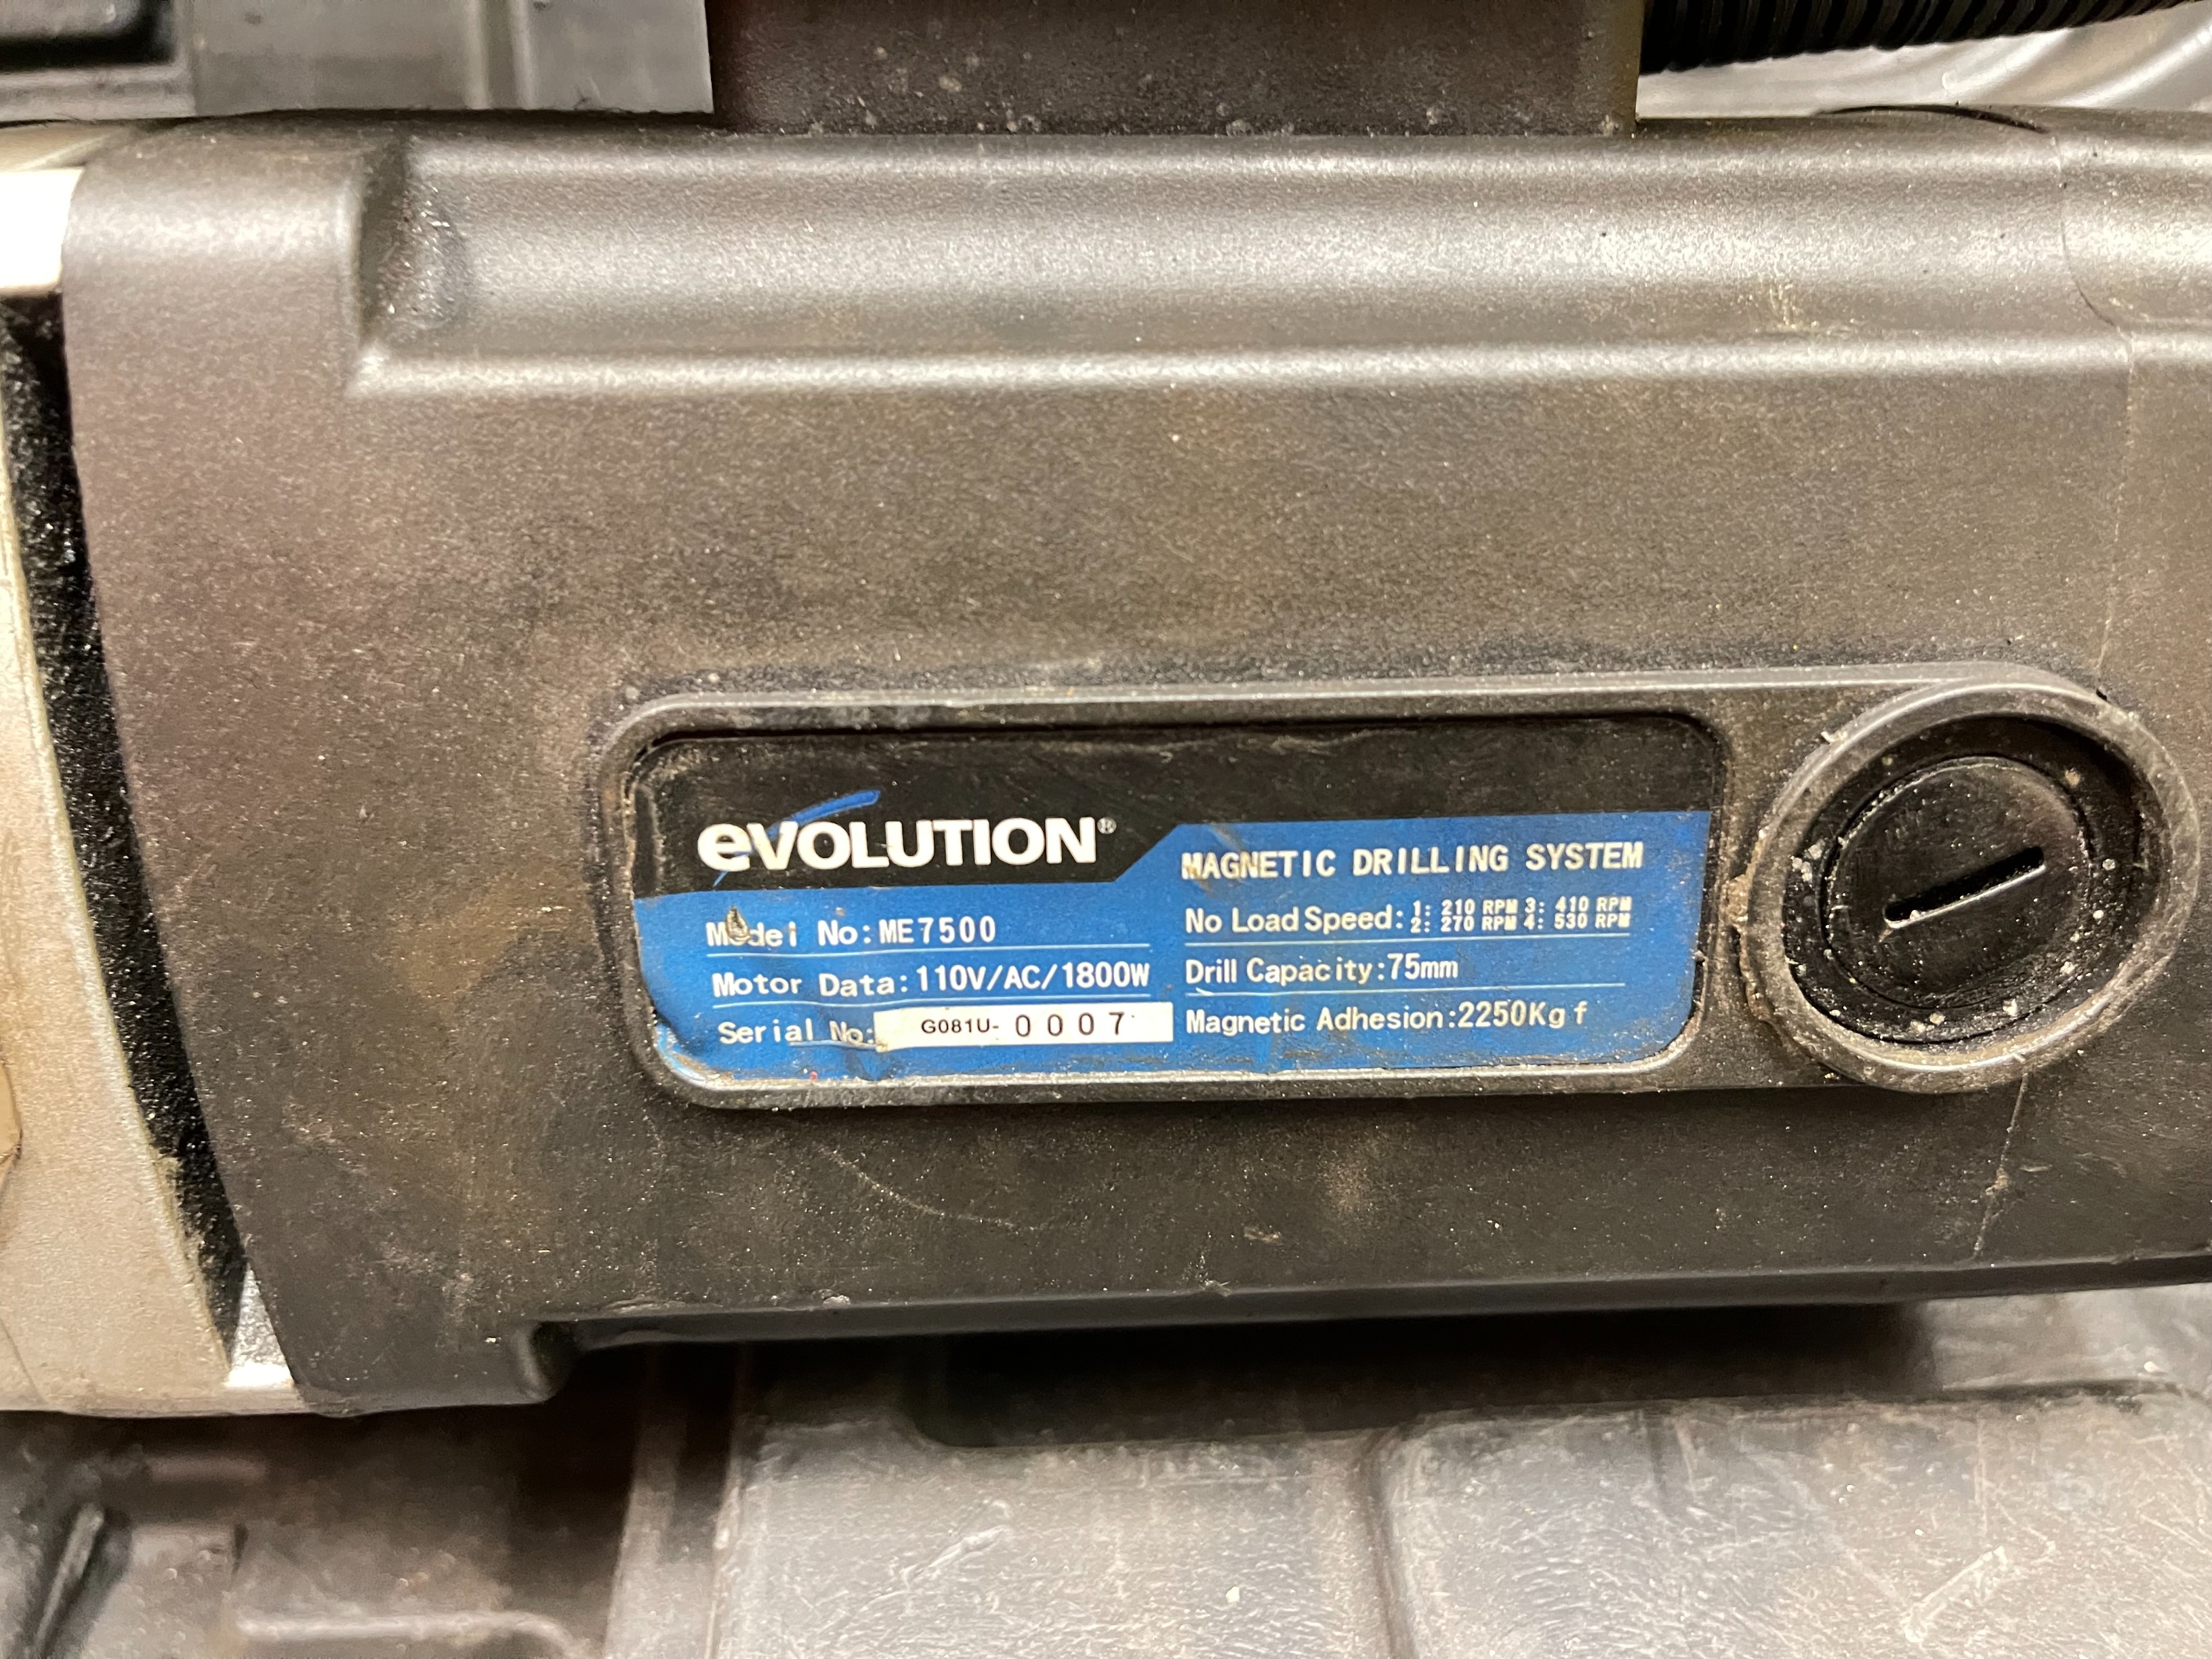 eVOLUTION®
MAGNETIC DRILLING SYSTEM
Model No:ME7500
Motor Data:110V/AC/1800W
Serial No: G081U- 0007
No Load Speed: 1: 210 RPM 3: 410 RPM
2: 270 RPM 4: 530 RPM
Drill Capacity:75mm
Magnetic Adhesion:2250Kgf